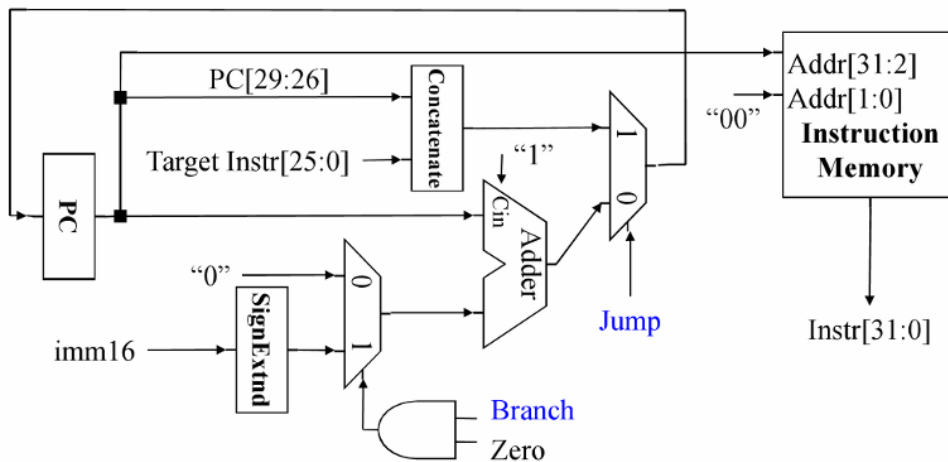 PC[29:26]
Concatenate
Addr[31:2]
“00”
Addr[1:0]
Instruction
Memory
Target Instr[25:0]
“1”
1
0
PC
Cin
Adder
“0”
0
1
SignExtnd
imm16
Jump
Instr[31:0]
Branch
Zero